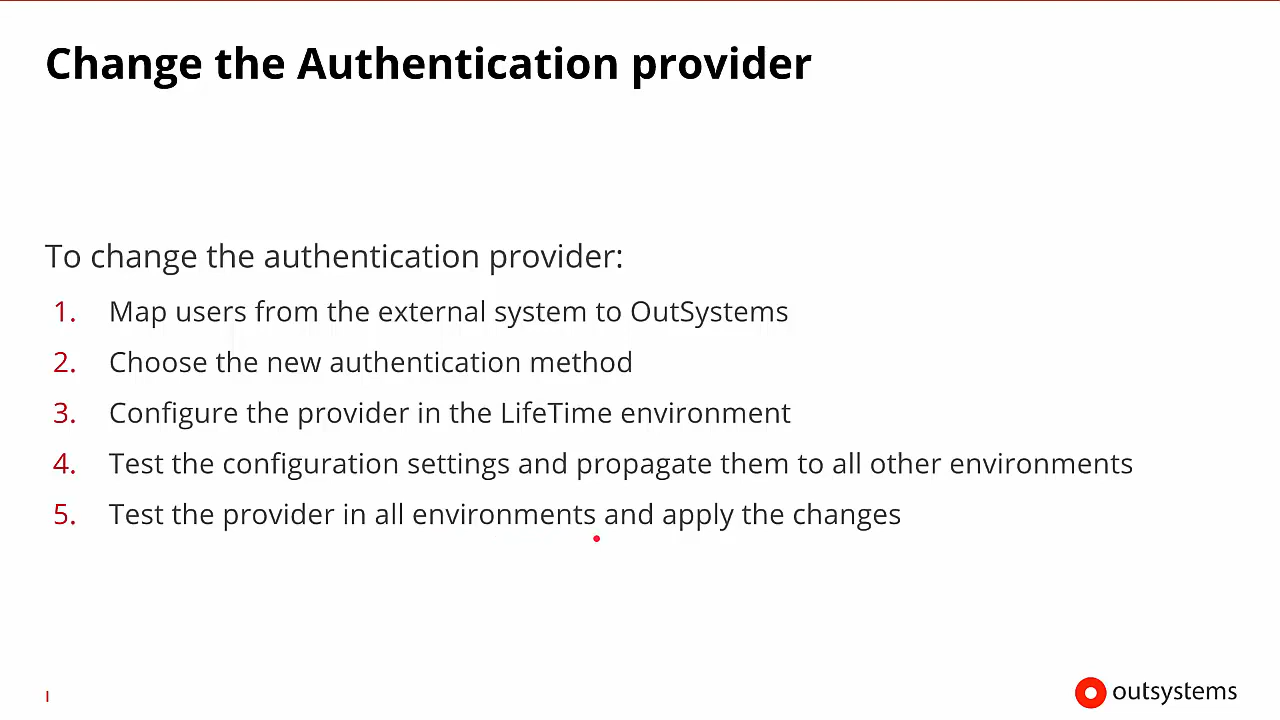 Change the Authentication provider
To change the authentication provider:
1. Map users from the external system to OutSystems
2. Choose the new authentication method
3. Configure the provider in the LifeTime environment
4. Test the configuration settings and propagate them to all other environments
5. Test the provider in all environments and apply the changes
I
outsystems